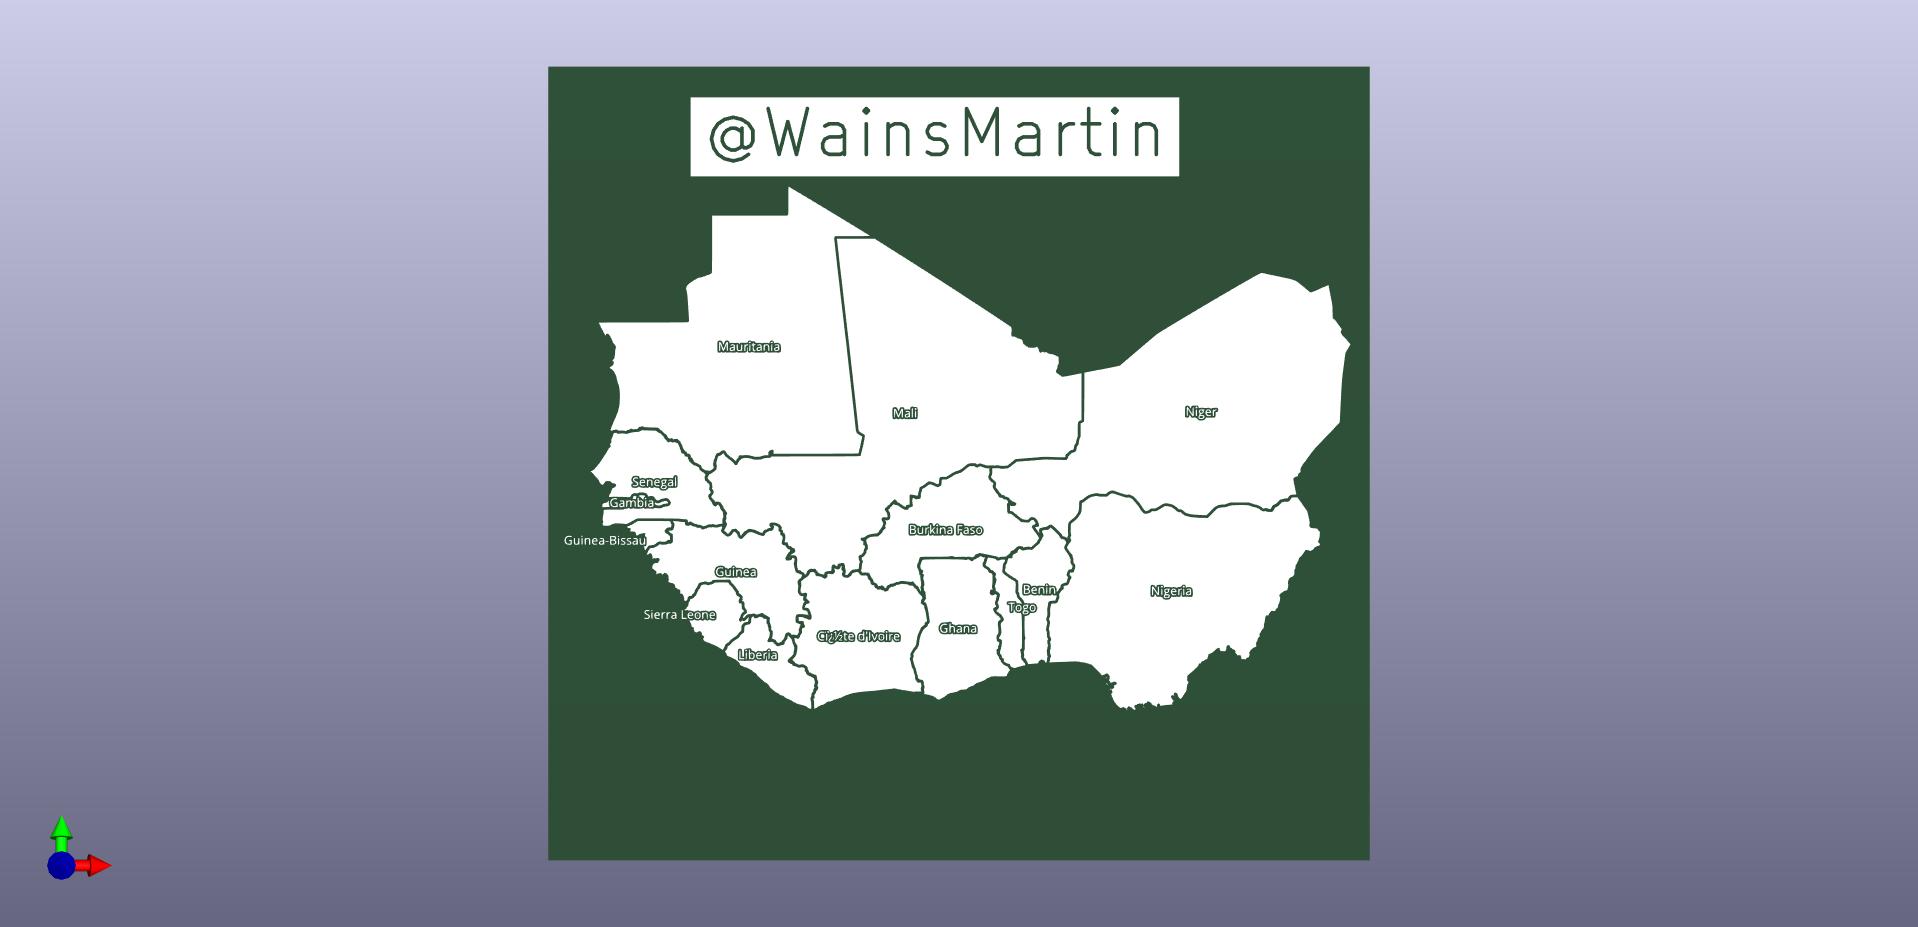 @WainsMartin
Mauritania
Mali
Niger
Senegal
Gambia
Burkina Faso
Guinea-Bissau
Guinea
Benin
Nigeria
Togo
Sierra Leone
Ghana
d'Ivoire
Liberia